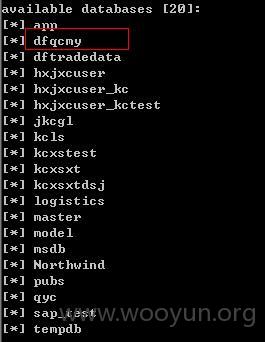 available databases [20]:
[*] app
[*] dfqcmy
[*] dftradedata
[*] hxjxcuser
[*] hxjxcuser_kc
[*] hxjxcuser_kctest
[*] jkcgl
[*] kcls
[*] kcxstest
[*] kcxsxt
[*] kcxsxtdsj
[*] logistics
[*] master
[*] model
[*] msdb
[*] Northwind
[*] pubs
[*] qyc
[*] sap_test
[*] tempdb
www.wooyun.org